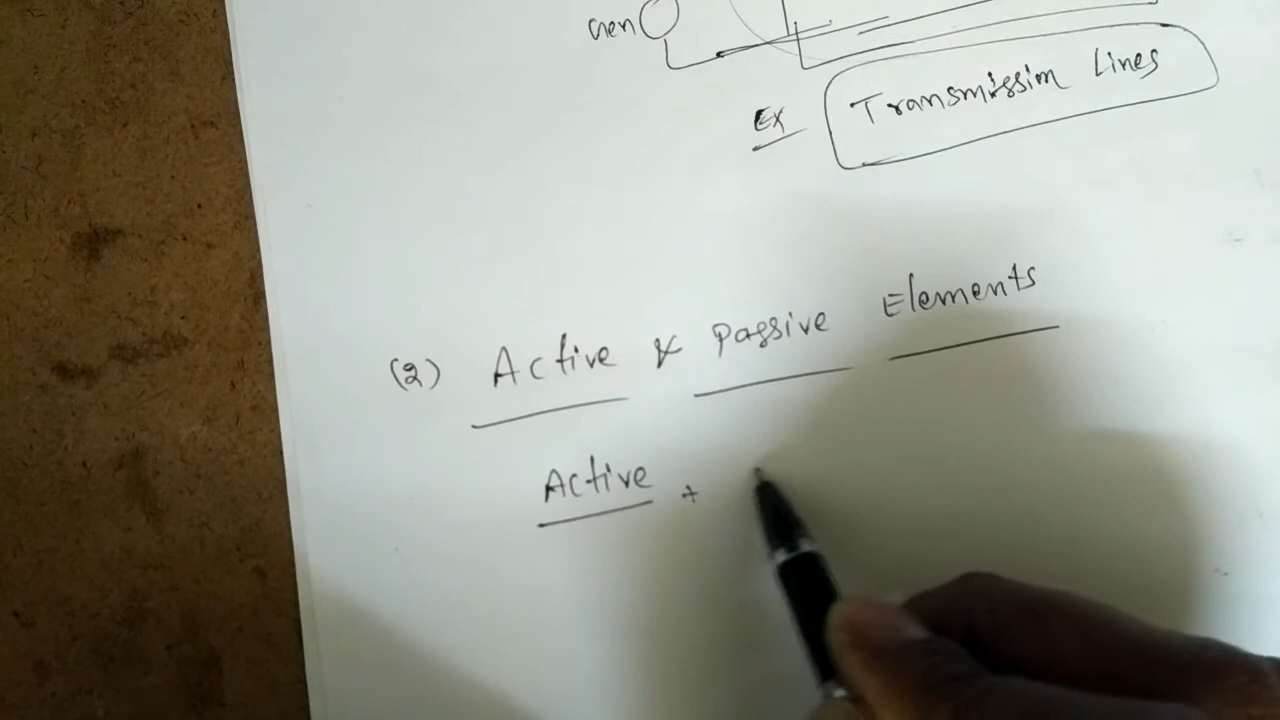 Gen
Ex Transmission Lines
(2) Active & Passive Elements
Active +